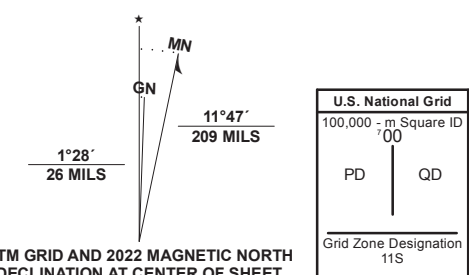 ★
MN
GN
1°28´
26 MILS
11°47´
209 MILS
TM GRID AND 2022 MAGNETIC NORTH
DECLINATION AT CENTER OF SHEET
U.S. National Grid
100,000 - m Square ID
⁷00
PD
QD
Grid Zone Designation
11S